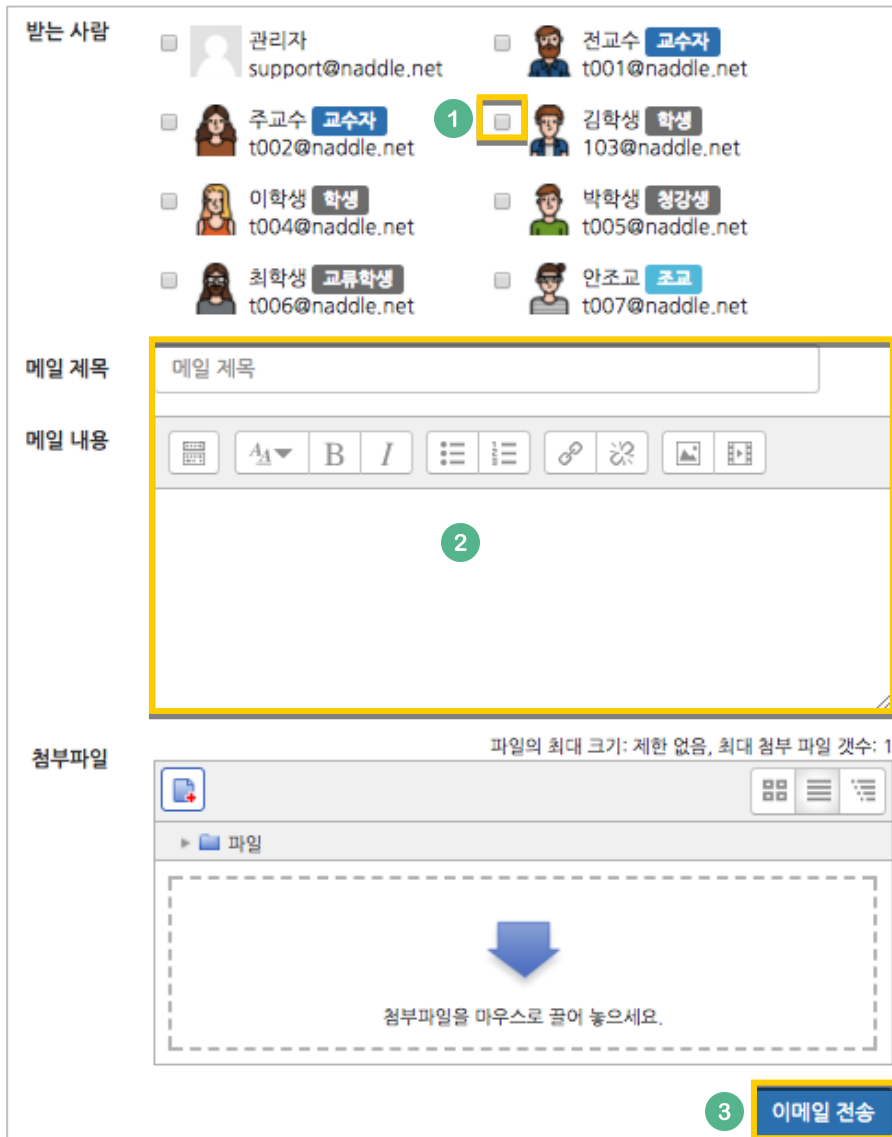 받는 사람
관리자
support@naddle.net
전교수 교수자
t001@naddle.net
주교수 교수자
t002@naddle.net
1
김학생 학생
103@naddle.net
이학생 학생
t004@naddle.net
박학생 청강생
t005@naddle.net
최학생 교류학생
t006@naddle.net
안조교 조교
t007@naddle.net
메일 제목
메일 제목
메일 내용
B I
2
첨부파일
파일의 최대 크기: 제한 없음, 최대 첨부 파일 갯수: 1
파일
첨부파일을 마우스로 끌어 놓으세요.
3
이메일 전송